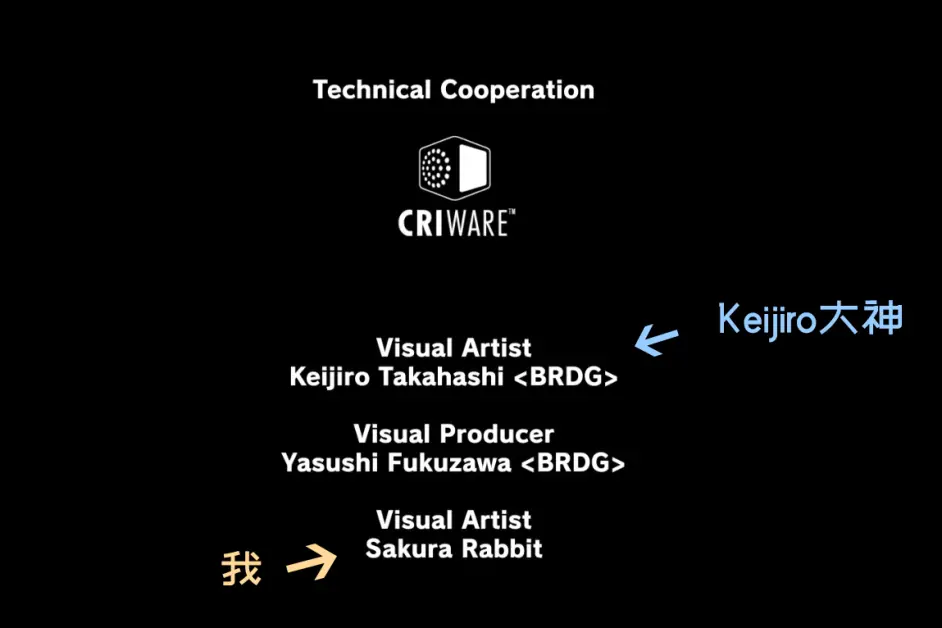 Technical Cooperation
CRIWARE™
Keijiro大神
Visual Artist
Keijiro Takahashi <BRDG>
Visual Producer
Yasushi Fukuzawa <BRDG>
Visual Artist
Sakura Rabbit
我